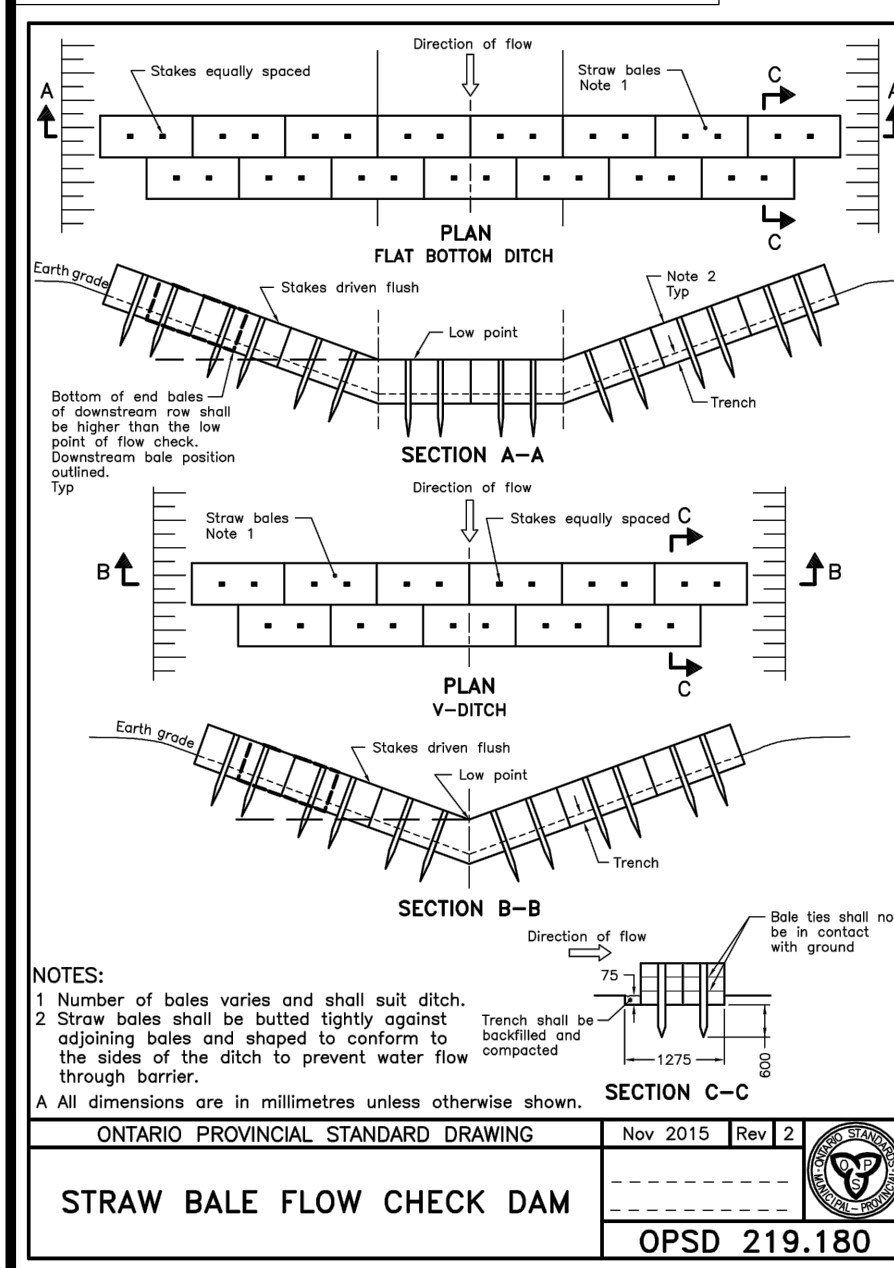 Direction of flow
Stakes equally spaced
Straw bales
Note 1
C
A
A
C
PLAN
FLAT BOTTOM DITCH
Earth grade
Stakes driven flush
Note 2
Typ
Low point
Trench
Bottom of end bales
of downstream row shall
be higher than the low
point of flow check.
Downstream bale position
outlined.
Typ
SECTION A-A
Direction of flow
Straw bales
Note 1
Stakes equally spaced
C
B
B
C
PLAN
V-DITCH
Earth grade
Stakes driven flush
Low point
Trench
SECTION B-B
Direction of flow
Bale ties shall no
be in contact
with ground
75
Trench shall be
backfilled and
compacted
1275
600
SECTION C-C
NOTES:
1 Number of bales varies and shall suit ditch.
2 Straw bales shall be butted tightly against
adjoining bales and shaped to conform to
the sides of the ditch to prevent water flow
through barrier.
A All dimensions are in millimetres unless otherwise shown.
ONTARIO PROVINCIAL STANDARD DRAWING
Nov 2015 Rev 2
STRAW BALE FLOW CHECK DAM
ONTARIO STANDARDS
MUNICIPAL-PROVINCIAL
O P S
OPSD 219.180